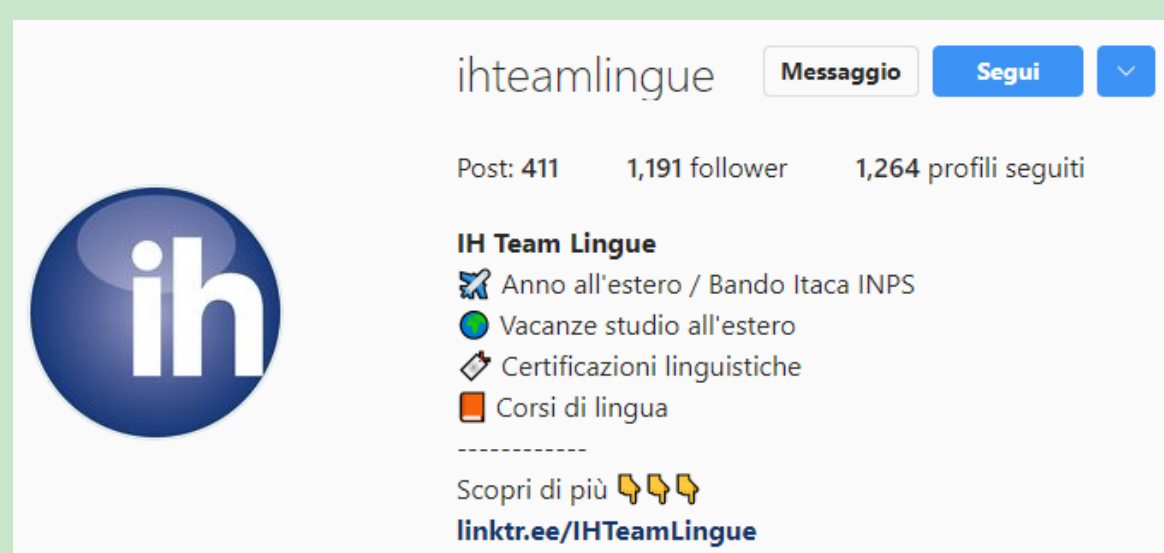 ihteamlingue Messaggio Segui
Post: 411 1,191 follower 1,264 profili seguiti
ih
IH Team Lingue
✈️ Anno all'estero / Bando Itaca INPS
🌍 Vacanze studio all'estero
🏷️ Certificazioni linguistiche
📙 Corsi di lingua
------------
Scopri di più 👇👇👇
linktr.ee/IHTeamLingue